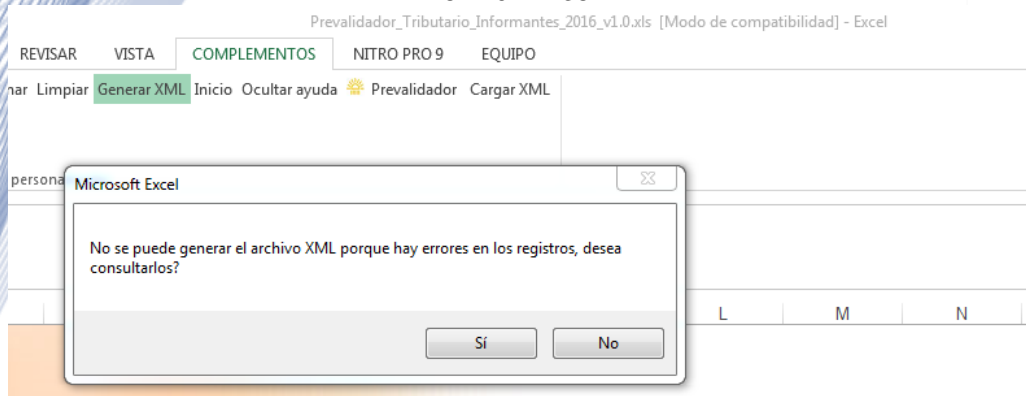 Prevalidador_Tributario_Informantes_2016_v1.0.xls [Modo de compatibilidad] - Excel
REVISAR VISTA COMPLEMENTOS NITRO PRO 9 EQUIPO
nar Limpiar Generar XML Inicio Ocultar ayuda Prevalidador Cargar XML
persona
Microsoft Excel
No se puede generar el archivo XML porque hay errores en los registros, desea
consultarlos?
L M N
Sí No